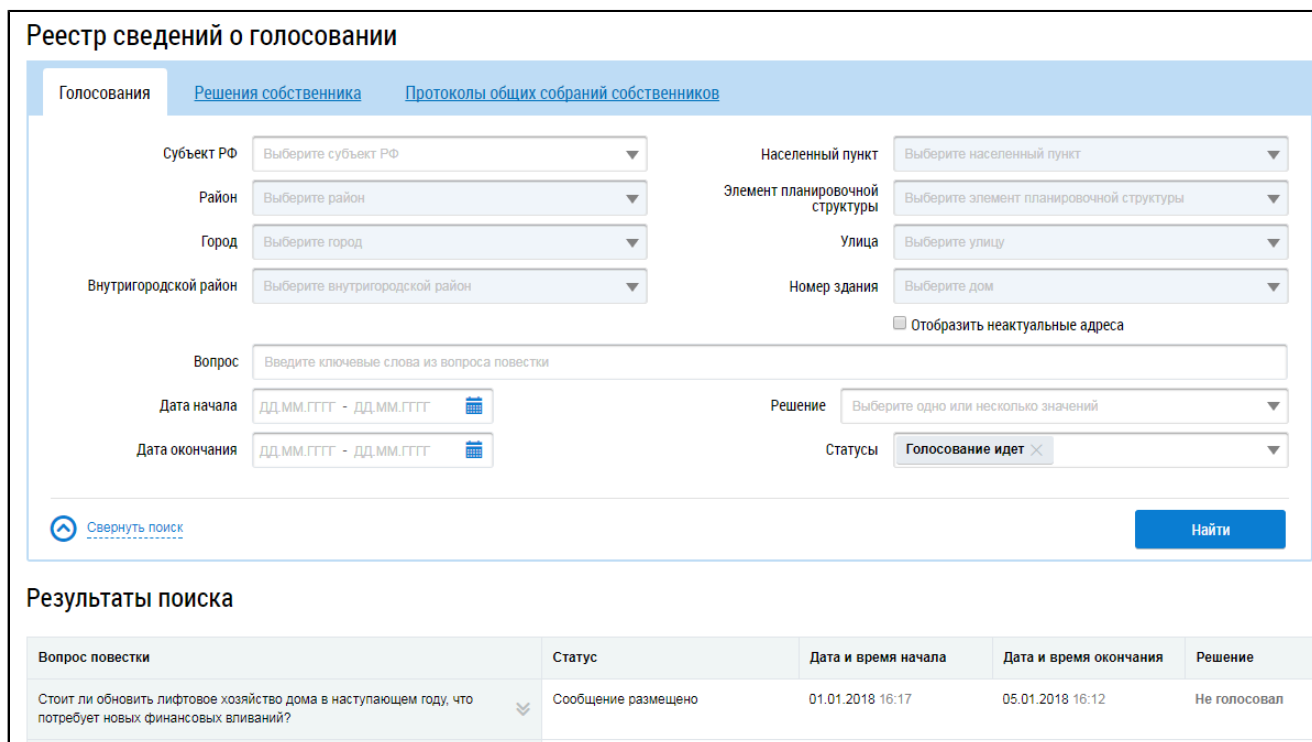 Реестр сведений о голосовании
Голосования Решения собственника Протоколы общих собраний собственников
Субъект РФ Выберите субъект РФ Населенный пункт Выберите населенный пункт
Район Выберите район Элемент планировочной
структуры Выберите элемент планировочной структуры
Город Выберите город Улица Выберите улицу
Внутригородской район Выберите внутригородской район Номер здания Выберите дом
Отобразить неактуальные адреса
Вопрос Введите ключевые слова из вопроса повестки
Дата начала ДД.ММ.ГГГГ - ДД.ММ.ГГГГ Решение Выберите одно или несколько значений
Дата окончания ДД.ММ.ГГГГ - ДД.ММ.ГГГГ Статусы Голосование идет
Свернуть поиск Найти
Результаты поиска
Вопрос повестки Статус Дата и время начала Дата и время окончания Решение
Стоит ли обновить лифтовое хозяйство дома в наступающем году, что Сообщение размещено 01.01.2018 16:17 05.01.2018 16:12 Не голосовал
потребует новых финансовых вливаний?